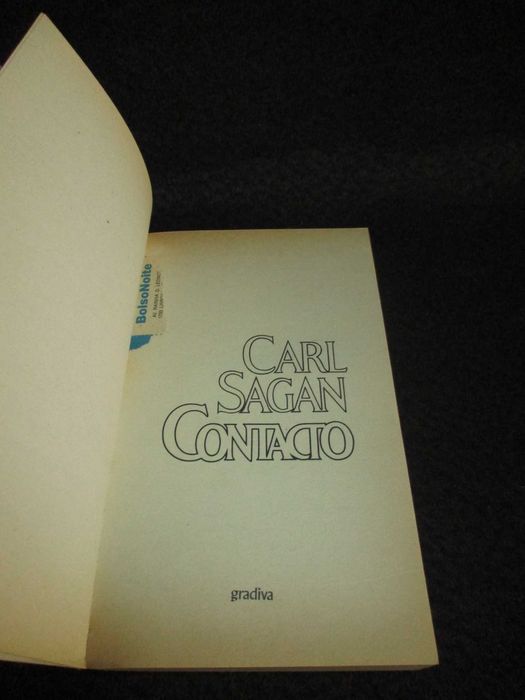 BolsoNoite
CARL
SAGAN
CONTACTO
gradiva